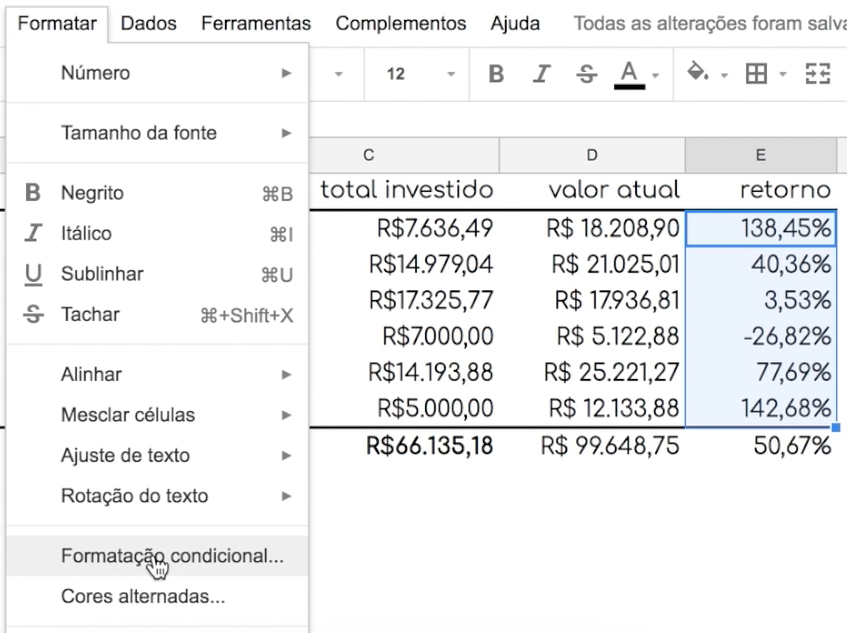 Formatar Dados Ferramentas Complementos Ajuda Todas as alterações foram salva
12 B I S A
Número
Tamanho da fonte
B Negrito ⌘B
I Itálico ⌘I
U Sublinhar ⌘U
S Tachar ⌘+Shift+X
Alinhar
Mesclar células
Ajuste de texto
Rotação do texto
Formatação condicional...
Cores alternadas...
C D E
total investido valor atual retorno
R$7.636,49 R$ 18.208,90 138,45%
R$14.979,04 R$ 21.025,01 40,36%
R$17.325,77 R$ 17.936,81 3,53%
R$7.000,00 R$ 5.122,88 -26,82%
R$14.193,88 R$ 25.221,27 77,69%
R$5.000,00 R$ 12.133,88 142,68%
R$66.135,18 R$ 99.648,75 50,67%